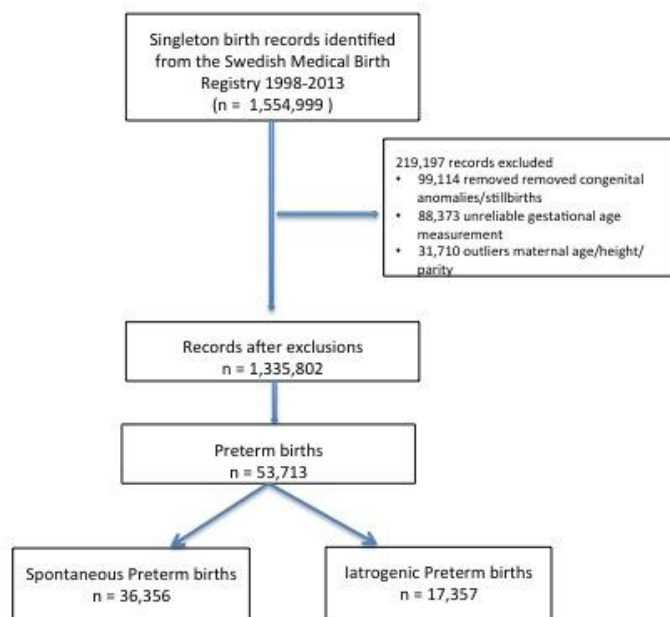 Singleton birth records identified
from the Swedish Medical Birth
Registry 1998-2013
(n = 1,554,999 )
219,197 records excluded
• 99,114 removed removed congenital
anomalies/stillbirths
• 88,373 unreliable gestational age
measurement
• 31,710 outliers maternal age/height/
parity
Records after exclusions
n = 1,335,802
Preterm births
n = 53,713
Spontaneous Preterm births
n = 36,356
Iatrogenic Preterm births
n = 17,357